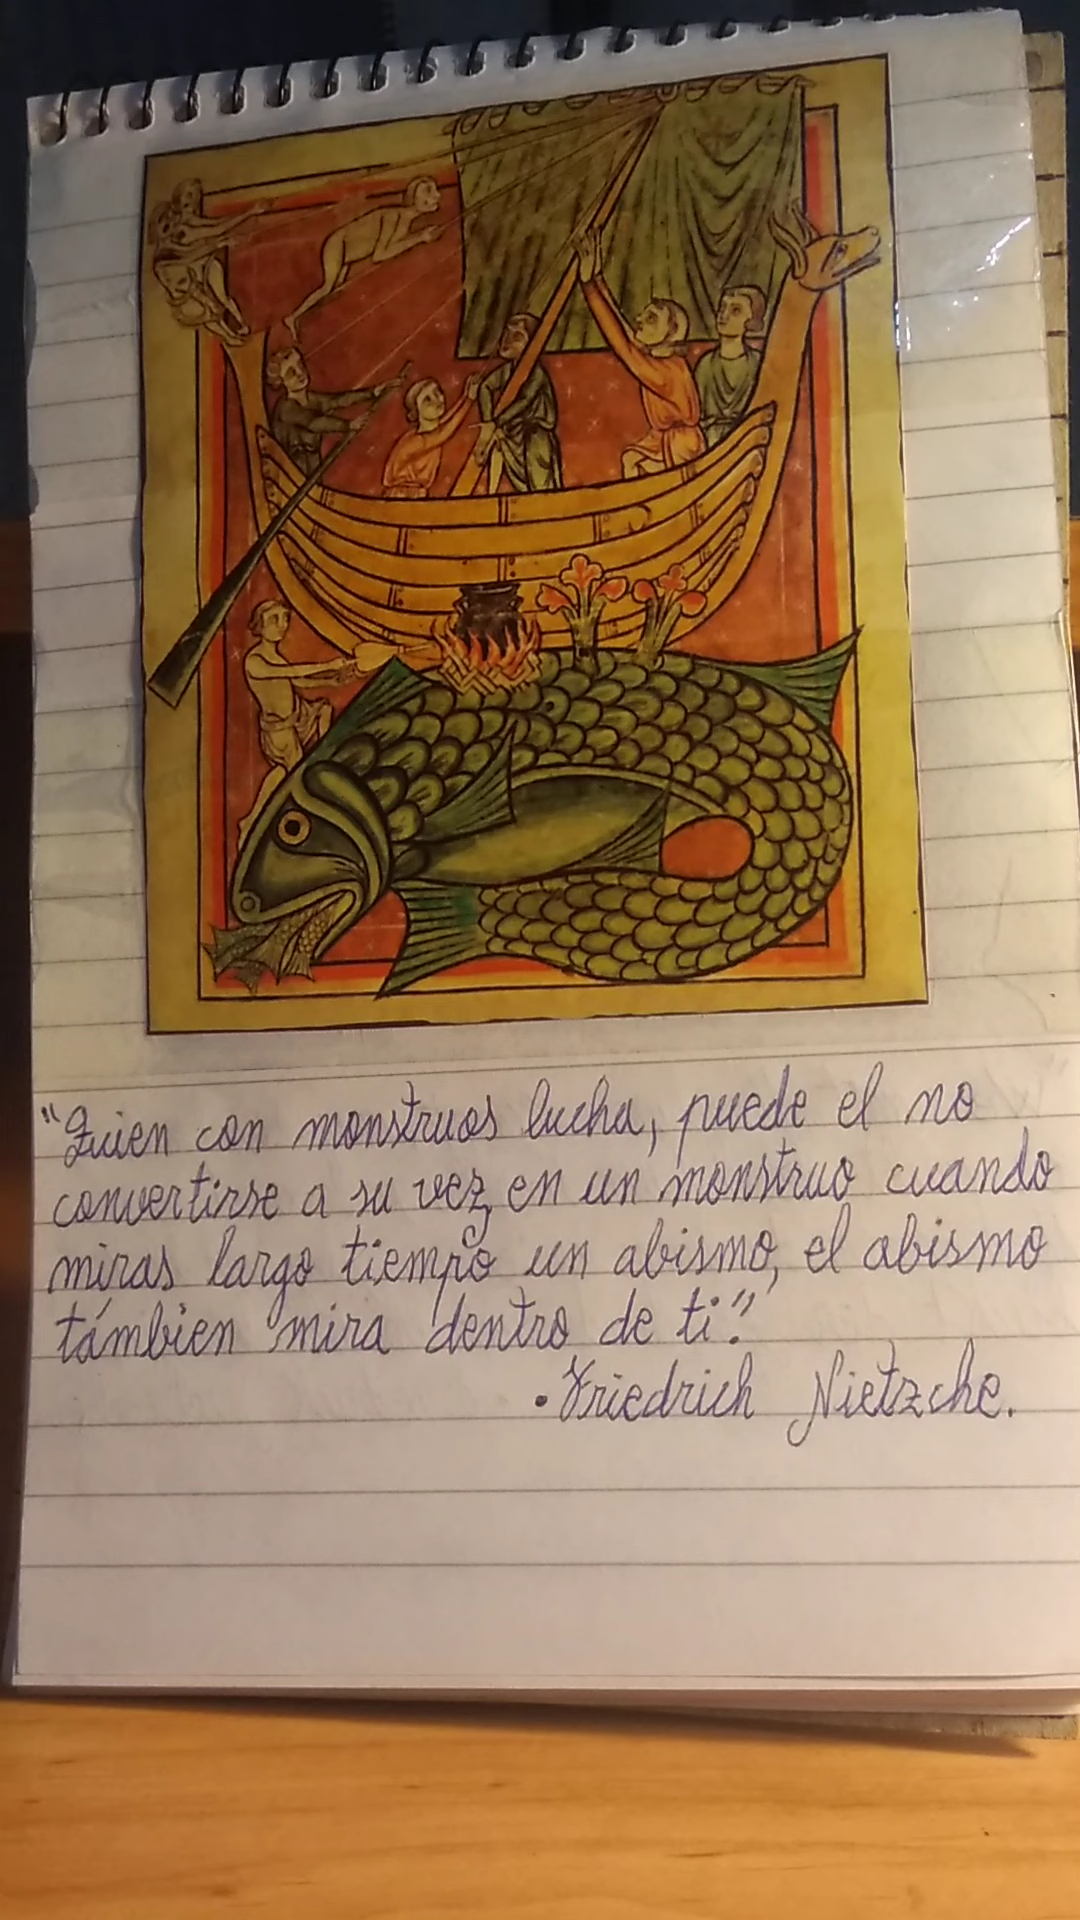 "Quien con monstruos lucha, puede el no
convertirse a su vez, en un monstruo cuando
miras largo tiempo un abismo, el abismo
támbien mira dentro de ti."
•Friedrich Nietzche.